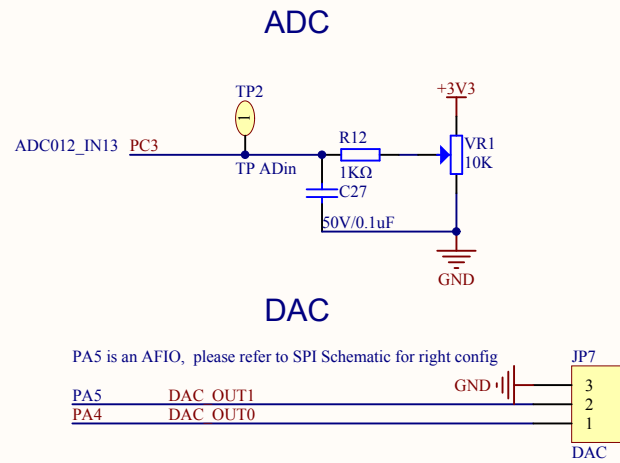 ADC
TP2
+3V3
1
ADC012_IN13 PC3
R12
VR1
TP ADin
1KΩ
10K
C27
50V/0.1uF
GND
DAC
PA5 is an AFIO, please refer to SPI Schematic for right config
JP7
GND
3
PA5 DAC_OUT1
2
PA4 DAC_OUT0
1
DAC